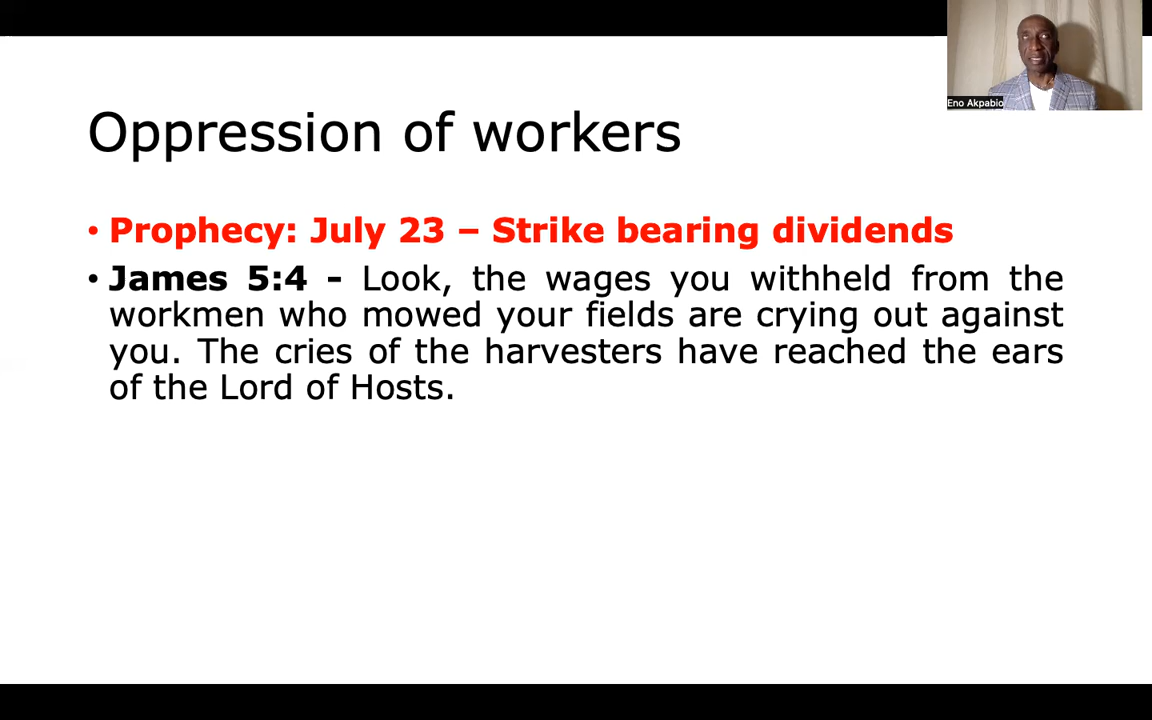 Eno Akpabio
Oppression of workers
• Prophecy: July 23 – Strike bearing dividends
• James 5:4 - Look, the wages you withheld from the
workmen who mowed your fields are crying out against
you. The cries of the harvesters have reached the ears
of the Lord of Hosts.